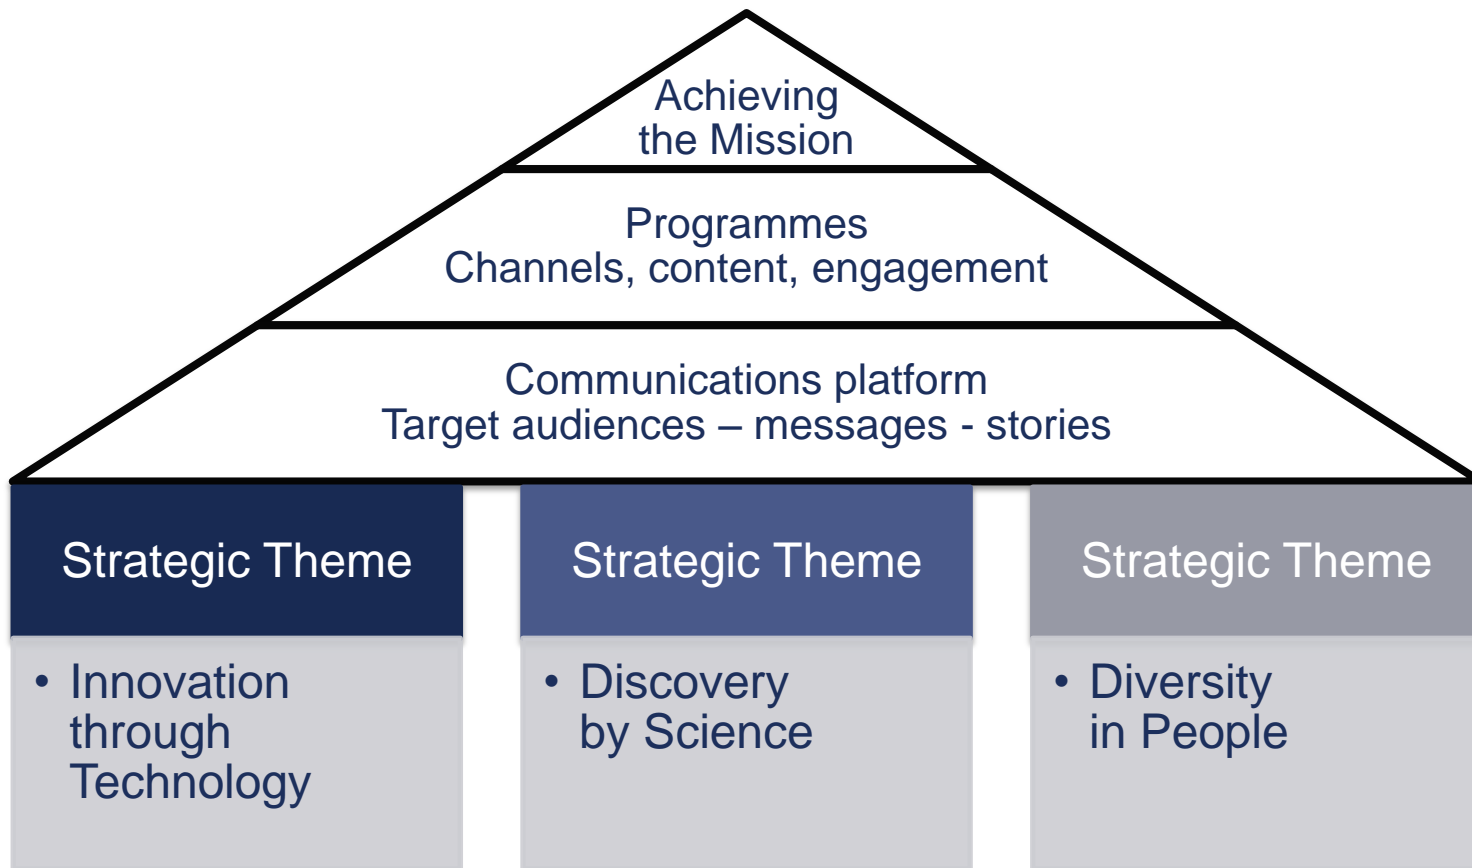 Achieving
the Mission
Programmes
Channels, content, engagement
Communications platform
Target audiences – messages - stories
Strategic Theme
• Innovation
through
Technology
Strategic Theme
• Discovery
by Science
Strategic Theme
• Diversity
in People